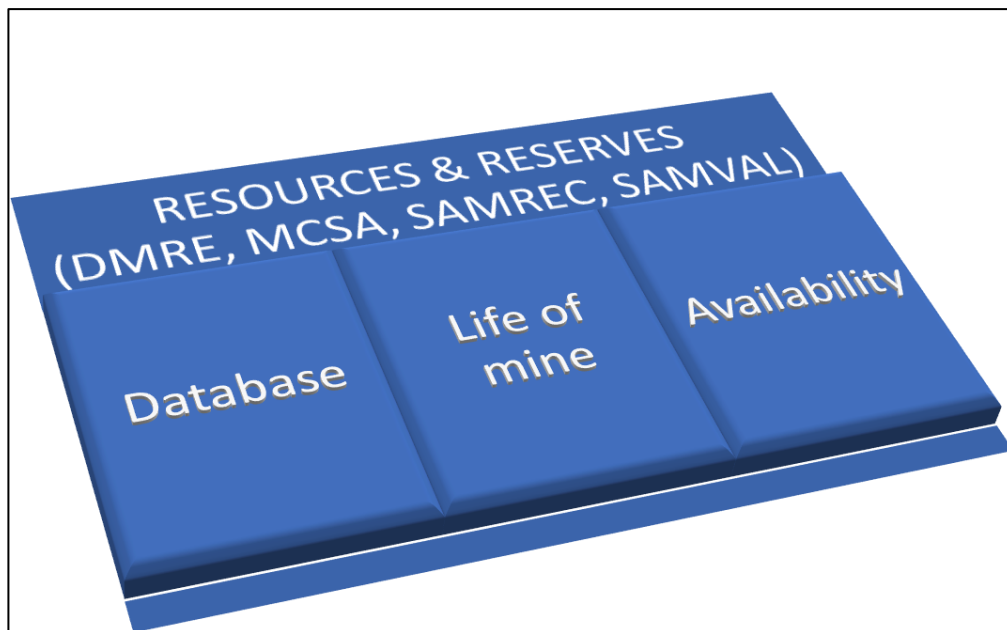 RESOURCES & RESERVES
(DMRE, MCSA, SAMREC, SAMVAL)
Database
Life of
mine
Availability